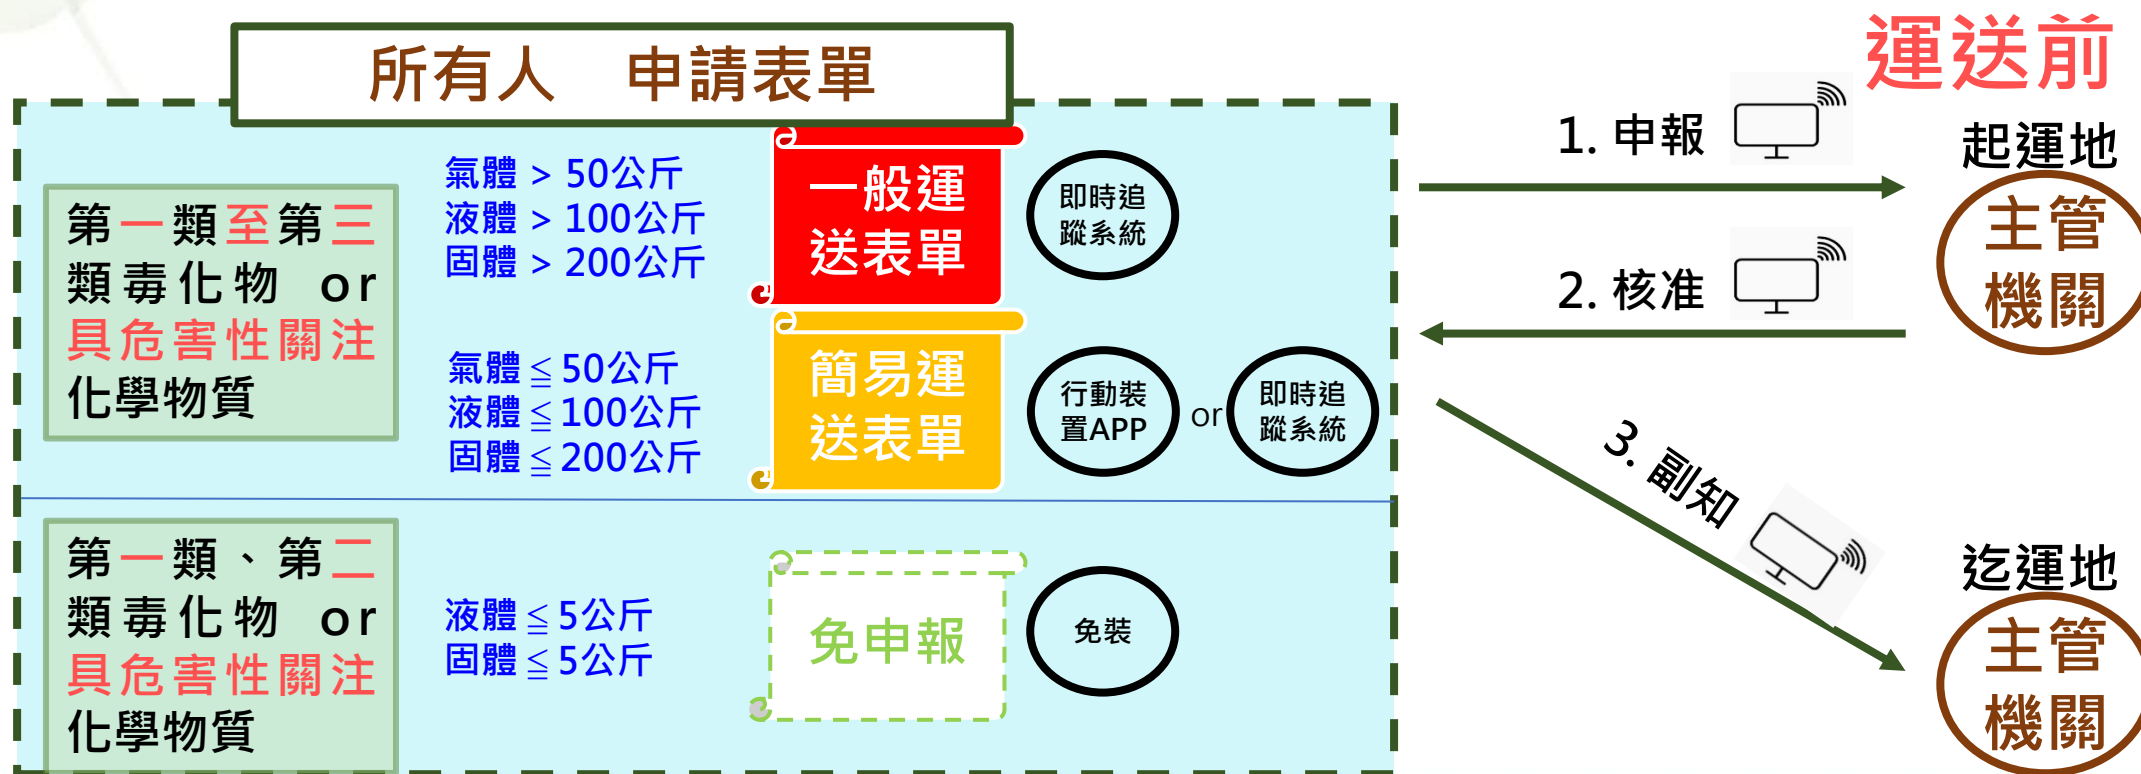 所有人　申請表單
運送前
第一類至第三
類毒化物 or
具危害性關注
化學物質
氣體 > 50公斤
液體 > 100公斤
固體 > 200公斤
一般運
送表單
即時追
蹤系統
氣體 ≦ 50公斤
液體 ≦ 100公斤
固體 ≦ 200公斤
簡易運
送表單
行動裝
置APP
or
即時追
蹤系統
第一類、第二
類毒化物 or
具危害性關注
化學物質
液體 ≦ 5公斤
固體 ≦ 5公斤
免申報
免裝
1. 申報
2. 核准
3. 副知
起運地
主管
機關
迄運地
主管
機關